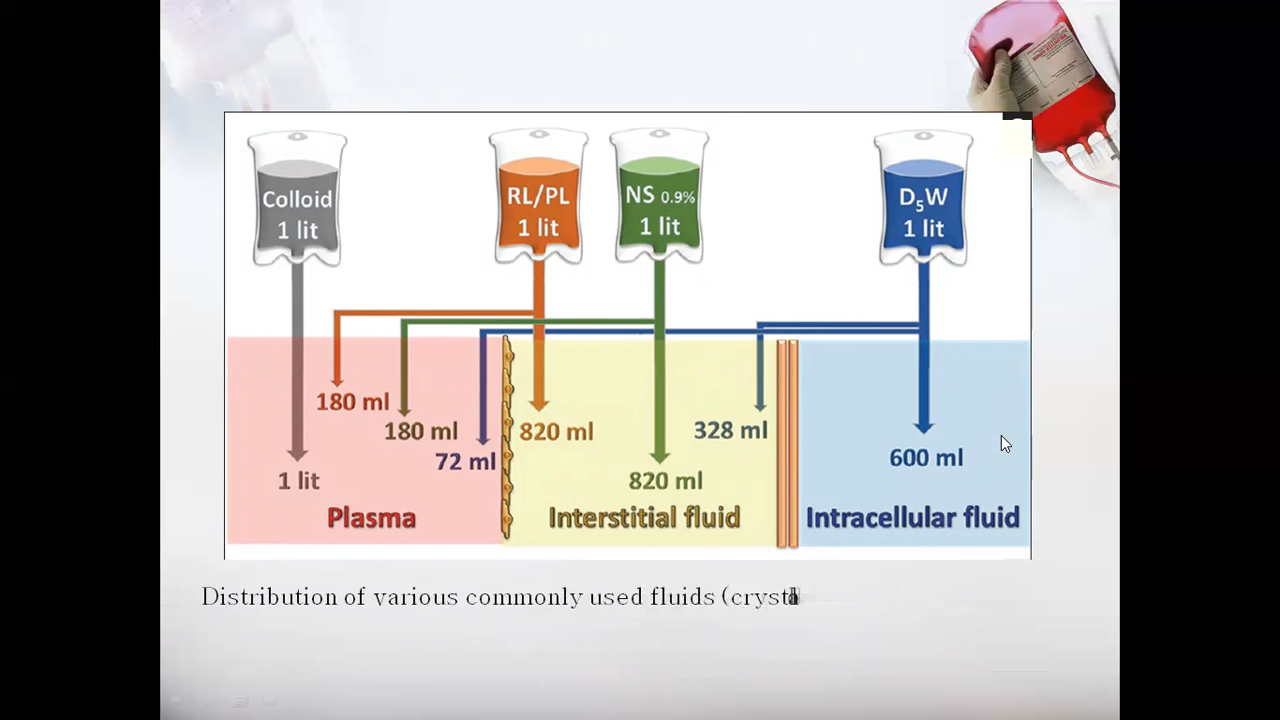 Colloid
1 lit
RL/PL
1 lit
NS 0.9%
1 lit
D₅W
1 lit
180 ml
180 ml
72 ml
820 ml
328 ml
600 ml
1 lit
820 ml
Plasma
Interstitial fluid
Intracellular fluid
Distribution of various commonly used fluids (crysta